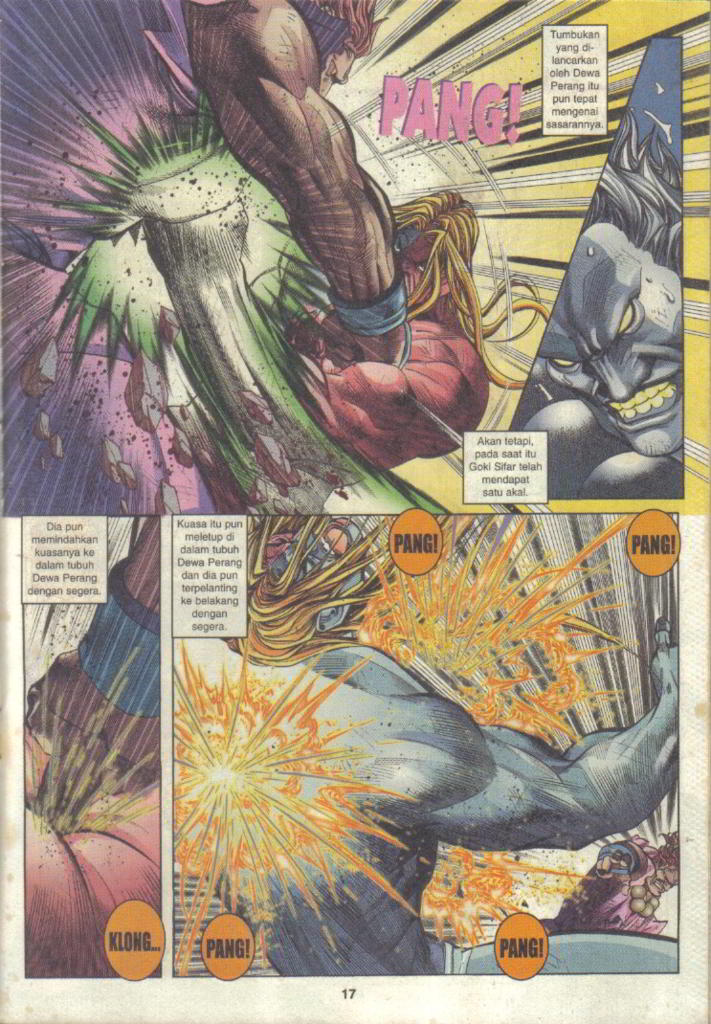 Tumbukan
yang di-
lancarkan
oleh Dewa
Perang itu
pun tepat
mengenai
sasarannya.
PANG!
Akan tetapi,
pada saat itu
Goki Sifar telah
mendapat
satu akal.
Dia pun
memindahkan
kuasanya ke
dalam tubuh
Dewa Perang
dengan segera.
KLONG...
Kuasa itu pun
meletup di
dalam tubuh
Dewa Perang
dan dia pun
terpelanting
ke belakang
dengan
segera.
PANG!
PANG!
PANG!
PANG!
17